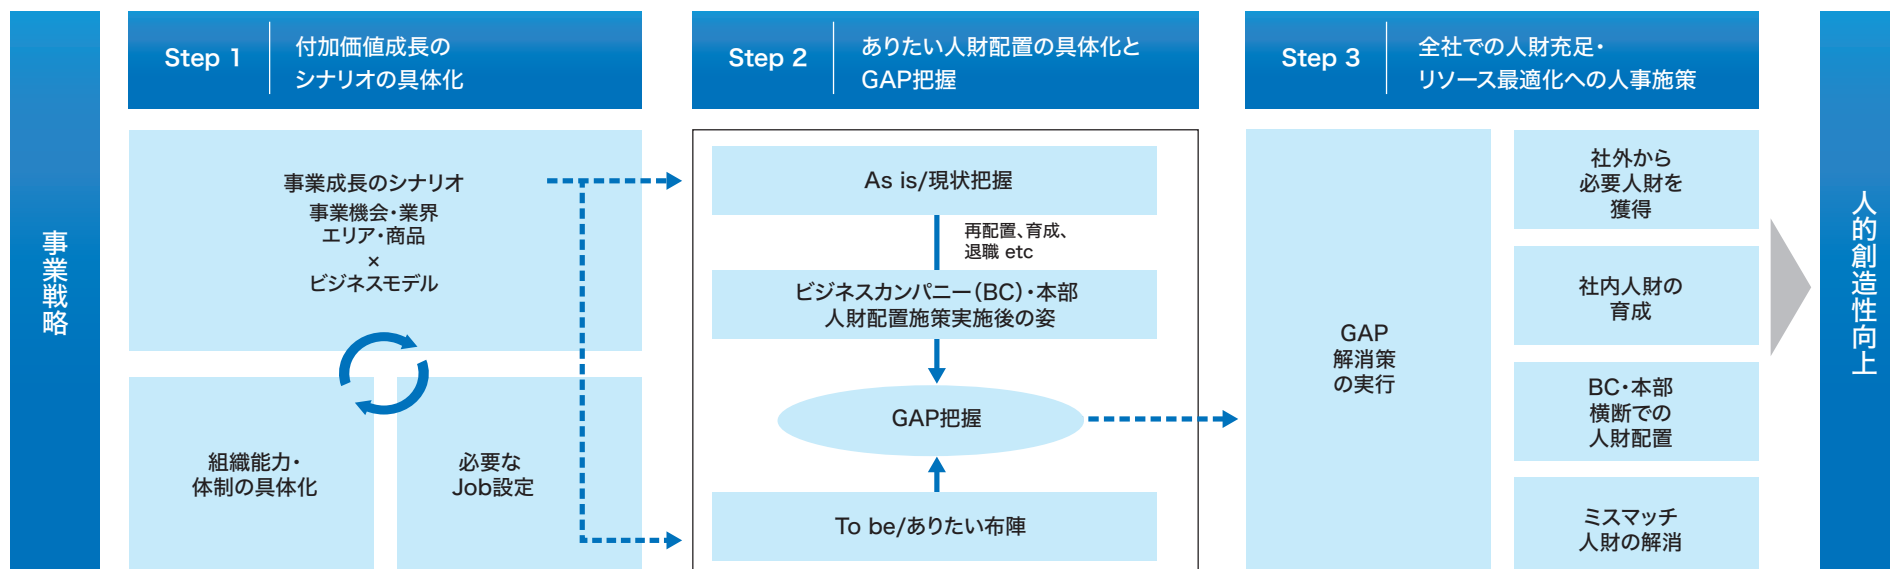 事業戦略
Step 1
付加価値成長の
シナリオの具体化
事業成長のシナリオ
事業機会・業界
エリア・商品
×
ビジネスモデル
組織能力・
体制の具体化
必要な
Job設定
Step 2
ありたい人財配置の具体化と
GAP把握
As is/現状把握
再配置、育成、
退職 etc
ビジネスカンパニー（BC）・本部
人財配置施策実施後の姿
GAP把握
To be/ありたい布陣
Step 3
全社での人財充足・
リソース最適化への人事施策
GAP
解消策
の実行
社外から
必要人財を
獲得
社内人財の
育成
BC・本部
横断での
人財配置
ミスマッチ
人財の解消
人的創造性向上